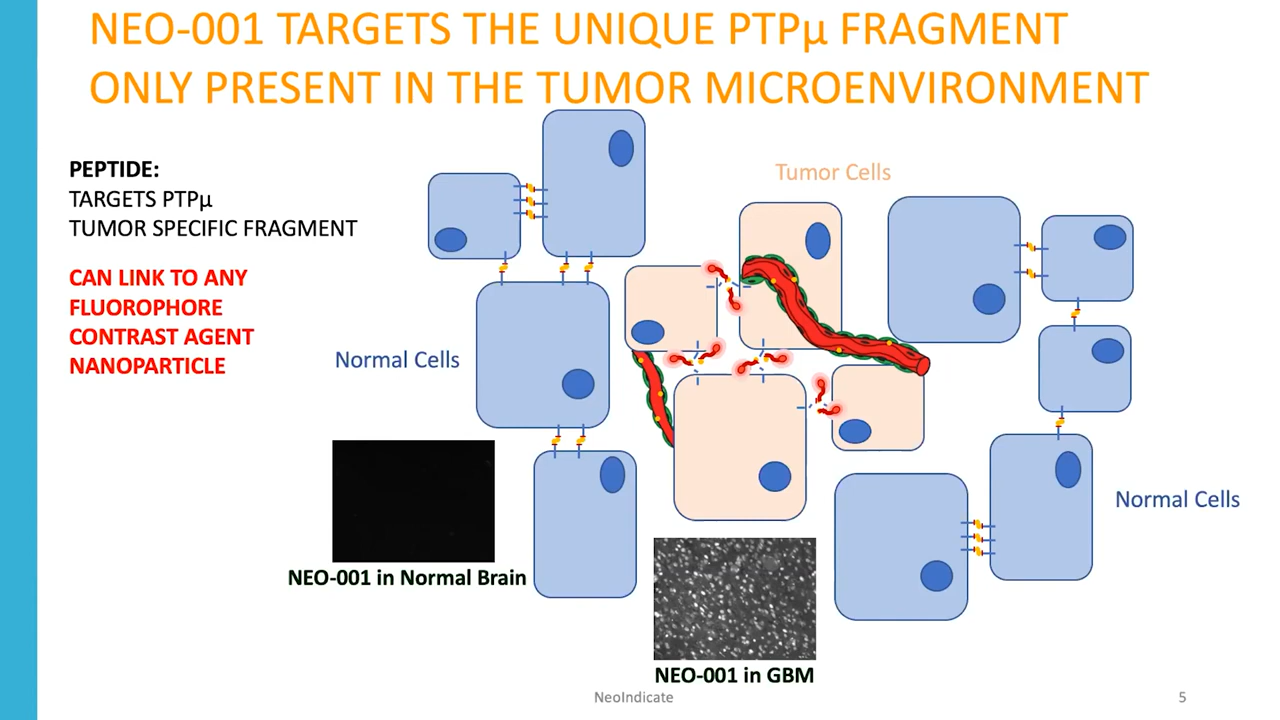 NEO-001 TARGETS THE UNIQUE PTPµ FRAGMENT
ONLY PRESENT IN THE TUMOR MICROENVIRONMENT
PEPTIDE:
TARGETS PTPµ
TUMOR SPECIFIC FRAGMENT
CAN LINK TO ANY
FLUOROPHORE
CONTRAST AGENT
NANOPARTICLE
Tumor Cells
Normal Cells
Normal Cells
NEO-001 in Normal Brain
NEO-001 in GBM
NeoIndicate
5